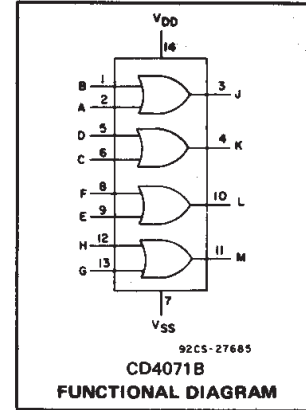 VDD
14
B 1
A 2
3 J
D 5
C 6
4 K
F 8
E 9
10 L
H 12
G 13
11 M
7
VSS
92CS-27685
CD4071B
FUNCTIONAL DIAGRAM